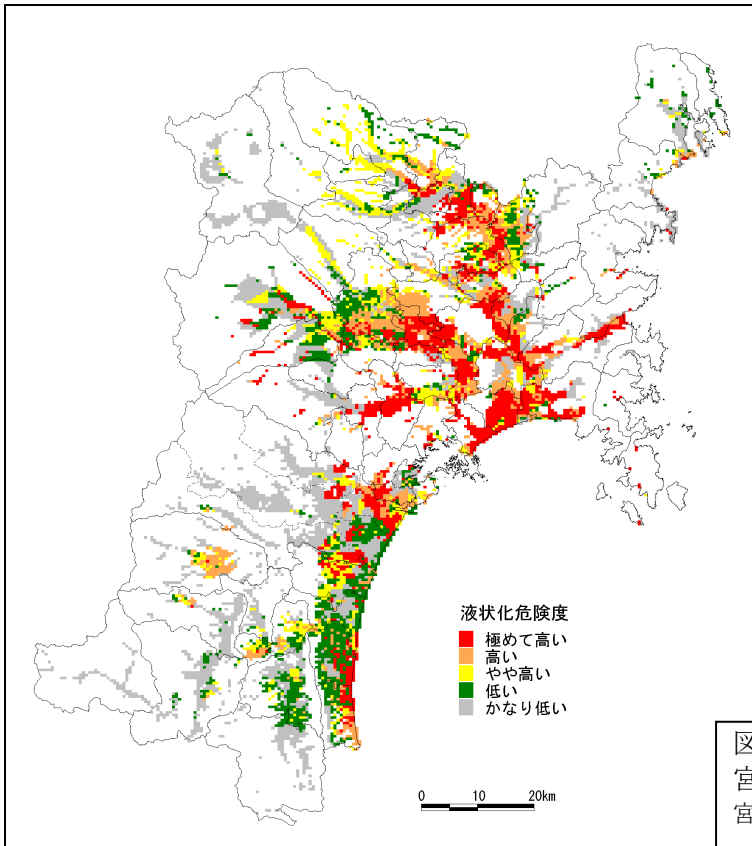 液状化危険度
極めて高い
高い
やや高い
低い
かなり低い
0 10 20km
図
宮
宮